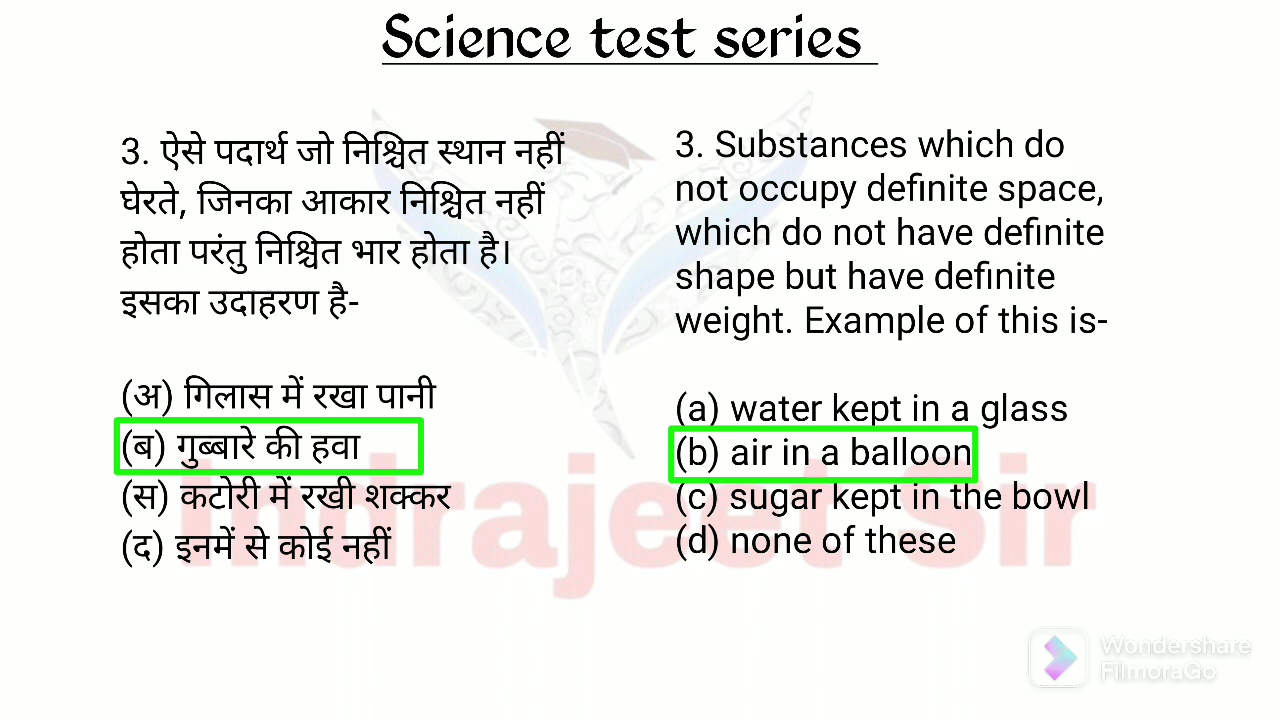 Science test series
3. ऐसे पदार्थ जो निश्चित स्थान नहीं
घेरते, जिनका आकार निश्चित नहीं
होता परंतु निश्चित भार होता है।
इसका उदाहरण है-
(अ) गिलास में रखा पानी
(ब) गुब्बारे की हवा
(स) कटोरी में रखी शक्कर
(द) इनमें से कोई नहीं
3. Substances which do
not occupy definite space,
which do not have definite
shape but have definite
weight. Example of this is-
(a) water kept in a glass
(b) air in a balloon
(c) sugar kept in the bowl
(d) none of these
Indrajeet Sir
Wondershare
FilmoraGo